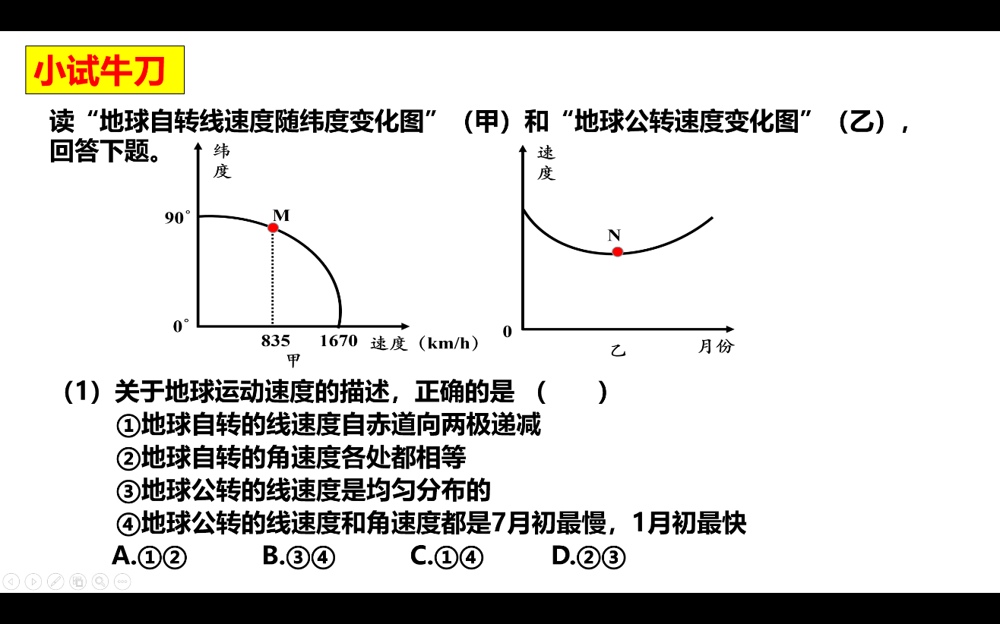 小试牛刀
读“地球自转线速度随纬度变化图”（甲）和“地球公转速度变化图”（乙），
回答下题。
纬度
90°
M
0°
835
1670
速度（km/h）
甲
速度
N
0
月份
乙
（1）关于地球运动速度的描述，正确的是 （ ）
①地球自转的线速度自赤道向两极递减
②地球自转的角速度各处都相等
③地球公转的线速度是均匀分布的
④地球公转的线速度和角速度都是7月初最慢，1月初最快
A.①② B.③④ C.①④ D.②③